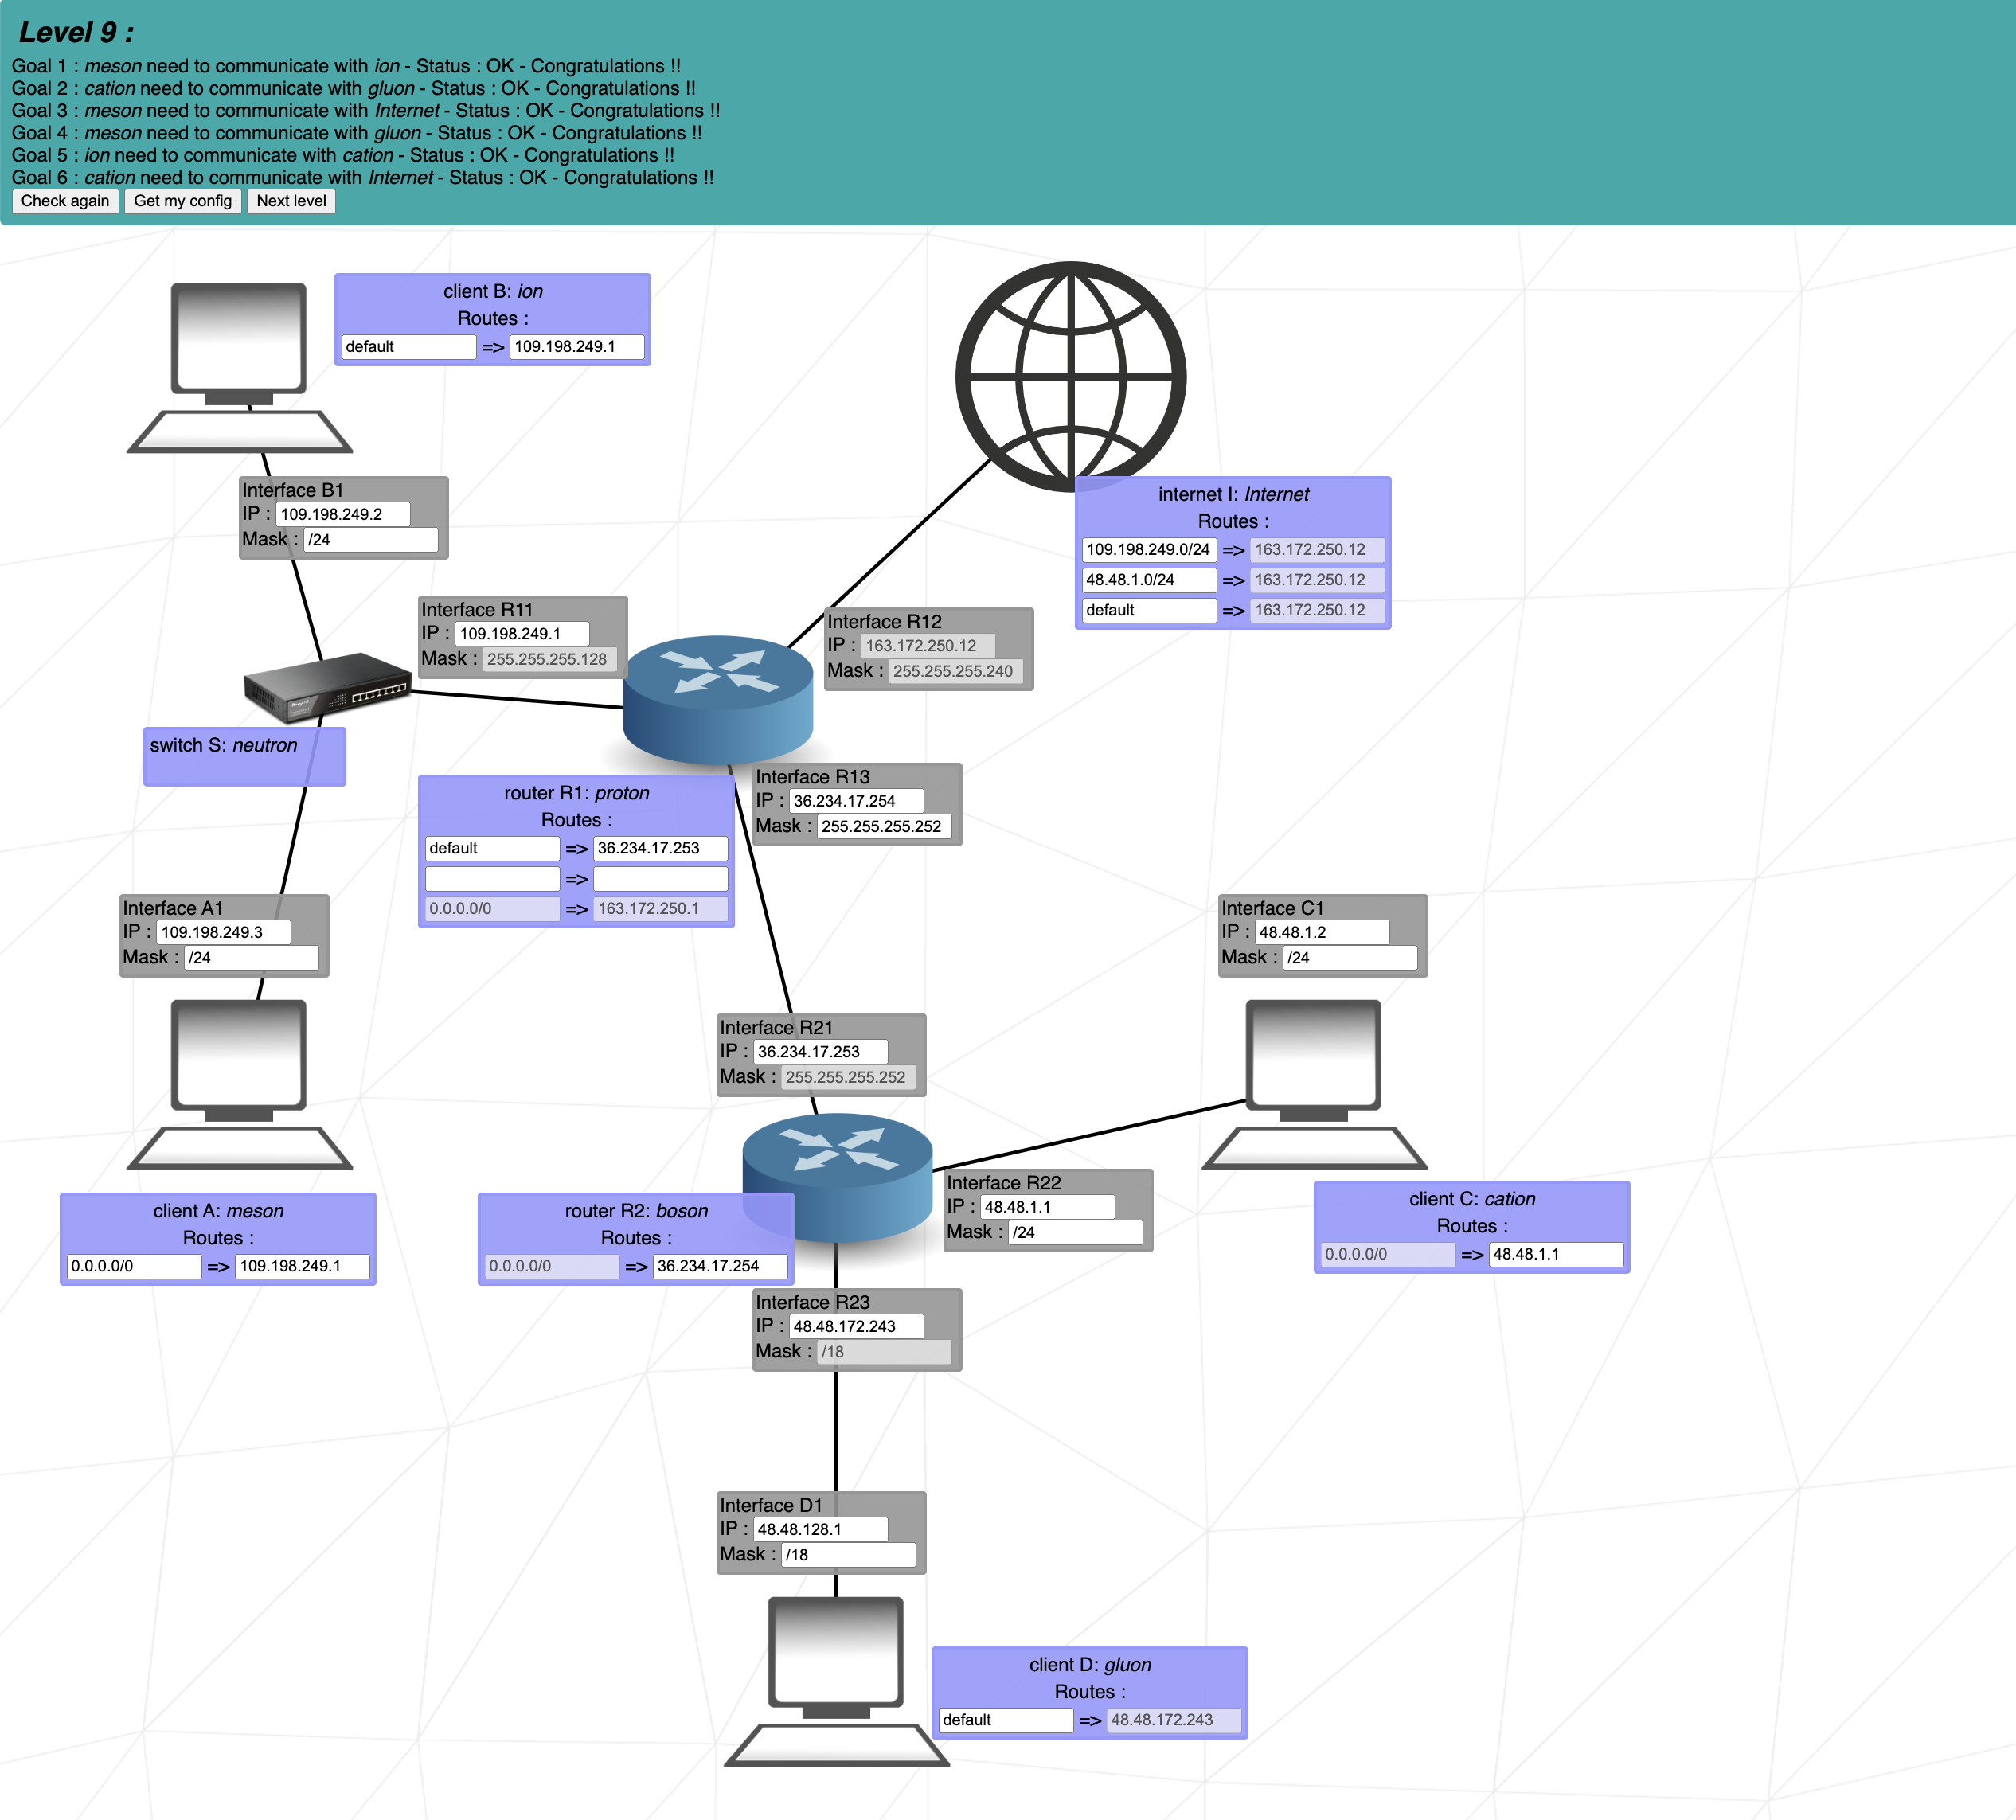 Level 9 :
Goal 1 : meson need to communicate with ion - Status : OK - Congratulations !!
Goal 2 : cation need to communicate with gluon - Status : OK - Congratulations !!
Goal 3 : meson need to communicate with Internet - Status : OK - Congratulations !!
Goal 4 : meson need to communicate with gluon - Status : OK - Congratulations !!
Goal 5 : ion need to communicate with cation - Status : OK - Congratulations !!
Goal 6 : cation need to communicate with Internet - Status : OK - Congratulations !!
Check again Get my config Next level
client B: ion
Routes :
default => 109.198.249.1
Interface B1
IP : 109.198.249.2
Mask : /24
internet I: Internet
Routes :
109.198.249.0/24 => 163.172.250.12
48.48.1.0/24 => 163.172.250.12
default => 163.172.250.12
Interface R11
IP : 109.198.249.1
Mask : 255.255.255.128
Interface R12
IP : 163.172.250.12
Mask : 255.255.255.240
switch S: neutron
Interface R13
IP : 36.234.17.254
Mask : 255.255.255.252
router R1: proton
Routes :
default => 36.234.17.253
=>
0.0.0.0/0 => 163.172.250.1
Interface A1
IP : 109.198.249.3
Mask : /24
Interface C1
IP : 48.48.1.2
Mask : /24
Interface R21
IP : 36.234.17.253
Mask : 255.255.255.252
Interface R22
IP : 48.48.1.1
Mask : /24
client A: meson
Routes :
0.0.0.0/0 => 109.198.249.1
router R2: boson
Routes :
0.0.0.0/0 => 36.234.17.254
client C: cation
Routes :
0.0.0.0/0 => 48.48.1.1
Interface R23
IP : 48.48.172.243
Mask : /18
Interface D1
IP : 48.48.128.1
Mask : /18
client D: gluon
Routes :
default => 48.48.172.243